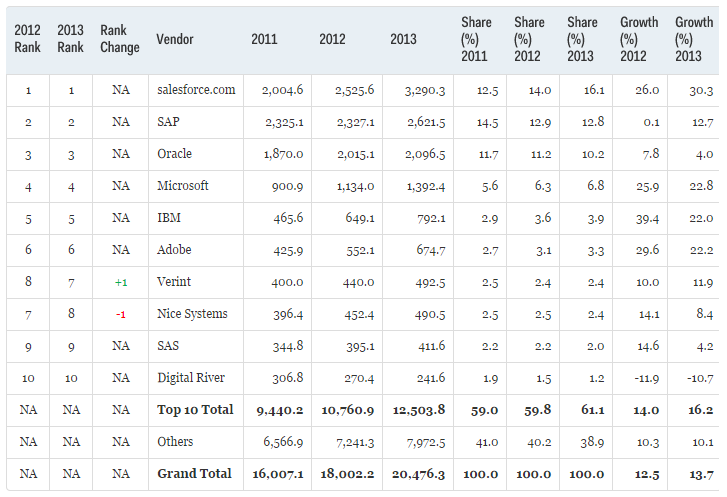 2012 Rank 2013 Rank Rank Change Vendor 2011 2012 2013 Share (%) 2011 Share (%) 2012 Share (%) 2013 Growth (%) 2012 Growth (%) 2013
1 1 NA salesforce.com 2,004.6 2,525.6 3,290.3 12.5 14.0 16.1 26.0 30.3
2 2 NA SAP 2,325.1 2,327.1 2,621.5 14.5 12.9 12.8 0.1 12.7
3 3 NA Oracle 1,870.0 2,015.1 2,096.5 11.7 11.2 10.2 7.8 4.0
4 4 NA Microsoft 900.9 1,134.0 1,392.4 5.6 6.3 6.8 25.9 22.8
5 5 NA IBM 465.6 649.1 792.1 2.9 3.6 3.9 39.4 22.0
6 6 NA Adobe 425.9 552.1 674.7 2.7 3.1 3.3 29.6 22.2
8 7 +1 Verint 400.0 440.0 492.5 2.5 2.4 2.4 10.0 11.9
7 8 -1 Nice Systems 396.4 452.4 490.5 2.5 2.5 2.4 14.1 8.4
9 9 NA SAS 344.8 395.1 411.6 2.2 2.2 2.0 14.6 4.2
10 10 NA Digital River 306.8 270.4 241.6 1.9 1.5 1.2 -11.9 -10.7
NA NA NA Top 10 Total 9,440.2 10,760.9 12,503.8 59.0 59.8 61.1 14.0 16.2
NA NA NA Others 6,566.9 7,241.3 7,972.5 41.0 40.2 38.9 10.3 10.1
NA NA NA Grand Total 16,007.1 18,002.2 20,476.3 100.0 100.0 100.0 12.5 13.7